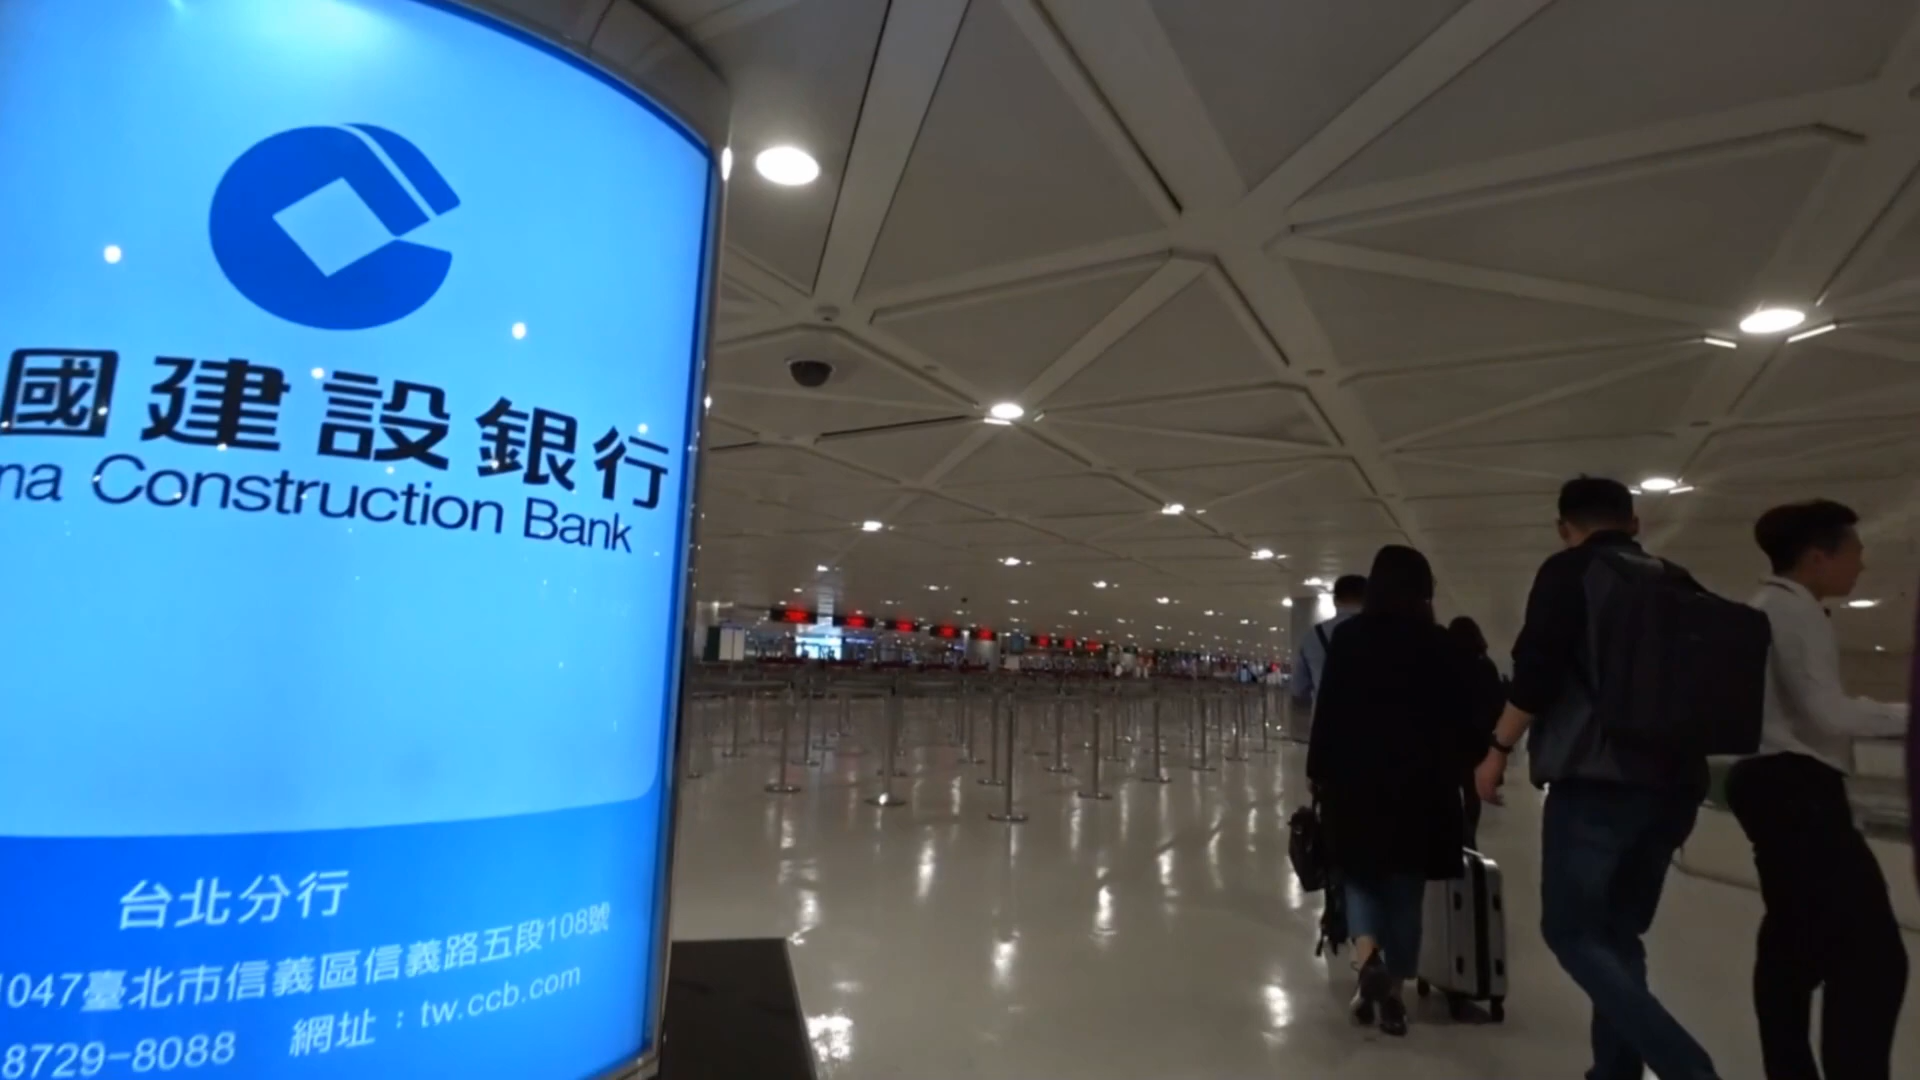 國建設銀行
na Construction Bank
台北分行
1047臺北市信義區信義路五段108號
8729-8088 網址：tw.ccb.com